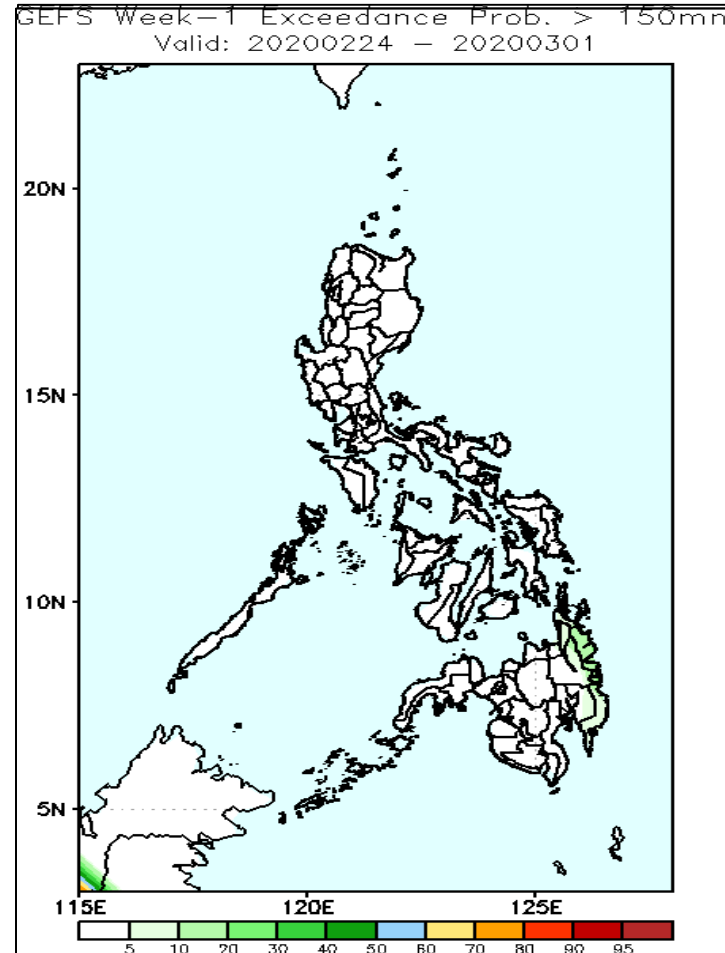 GEFS Week-1 Exceedance Prob. > 150mm
Valid: 20200224 - 20200301
20N
15N
10N
5N
115E 120E 125E
5 10 20 30 40 50 60 70 80 90 95